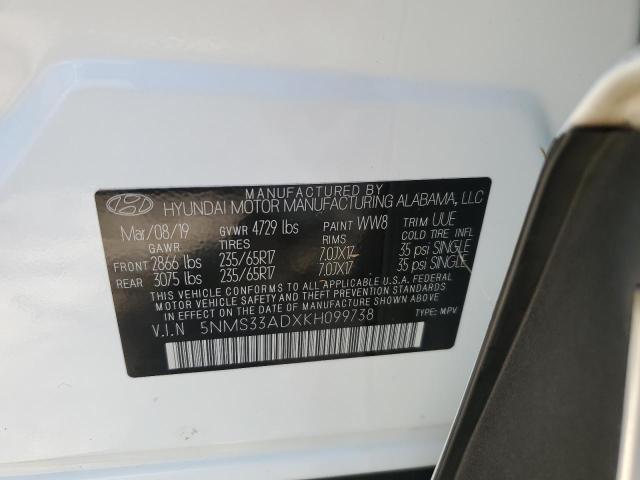 MANUFACTURED BY
HYUNDAI MOTOR MANUFACTURING ALABAMA, LLC
Mar/08/19 GVWR 4729 lbs PAINT WW8 TRIM UUE
GAWR TIRES RIMS COLD TIRE INFL
FRONT 2866 lbs 235/65R17 7.0JX17 35 psi SINGLE
REAR 3075 lbs 235/65R17 7.0JX17 35 psi SINGLE
THIS VEHICLE CONFORMS TO ALL APPLICABLE U.S.A. FEDERAL
MOTOR VEHICLE SAFETY AND THEFT PREVENTION STANDARDS
IN EFFECT ON THE DATE OF MANUFACTURE SHOWN ABOVE.
V.I.N 5NMS33ADXKH099738 TYPE: MPV